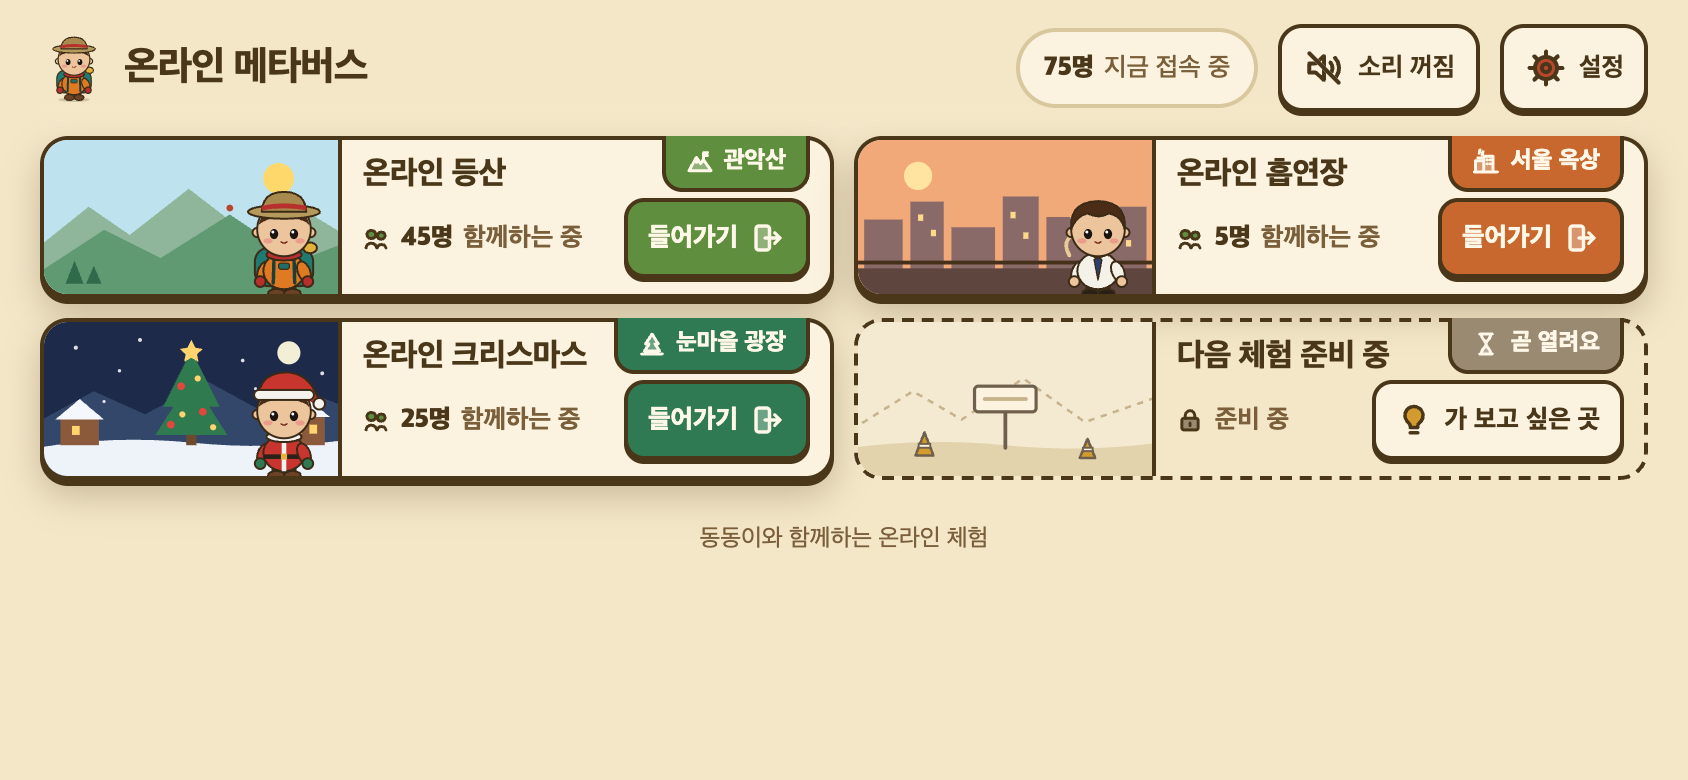 온라인 메타버스
75명 지금 접속 중
소리 꺼짐
설정
온라인 등산
관악산
45명 함께하는 중
들어가기
온라인 흡연장
서울 옥상
5명 함께하는 중
들어가기
온라인 크리스마스
눈마을 광장
25명 함께하는 중
들어가기
다음 체험 준비 중
곧 열려요
준비 중
가 보고 싶은 곳
동동이와 함께하는 온라인 체험